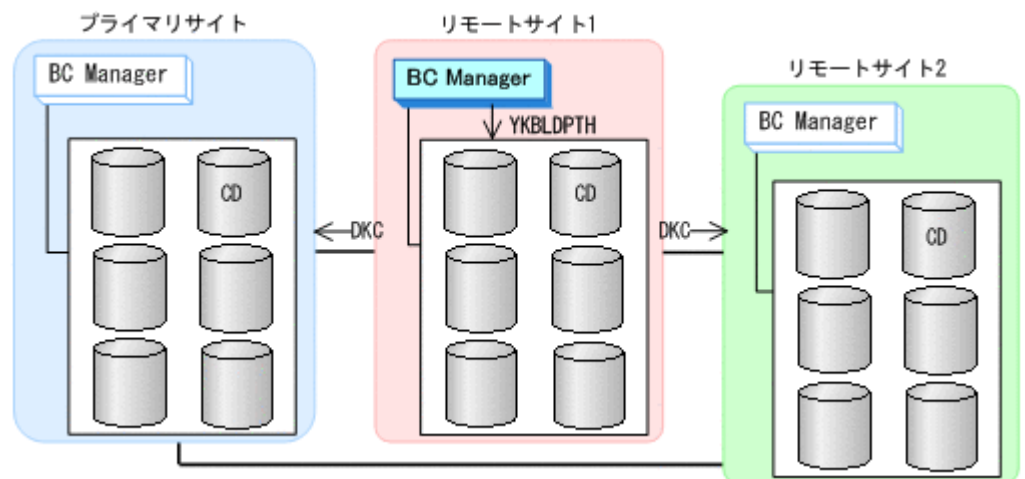 プライマリサイト
リモートサイト1
リモートサイト2
BC Manager
BC Manager
BC Manager
YKBLDPTH
CD
CD
CD
DKC
DKC